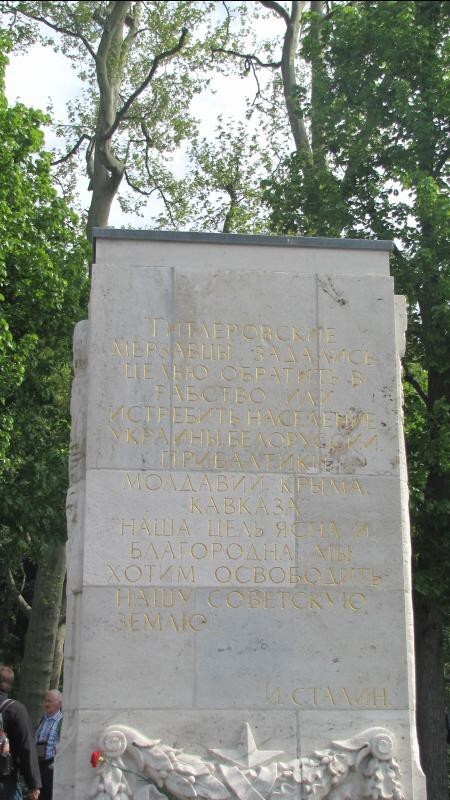 "ГИТЛЕРОВСКИЕ
МЕРЗАВЦЫ ЗАДАЛИСЬ
ЦЕЛЬЮ ОБРАТИТЬ В
РАБСТВО ИЛИ
ИСТРЕБИТЬ НАСЕЛЕНИЕ
УКРАИНЫ, БЕЛОРУССИИ,
ПРИБАЛТИКИ,
МОЛДАВИИ, КРЫМА,
КАВКАЗА"
"НАША ЦЕЛЬ ЯСНА И
БЛАГОРОДНА. МЫ
ХОТИМ ОСВОБОДИТЬ
НАШУ СОВЕТСКУЮ
ЗЕМЛЮ"
И. СТАЛИН.